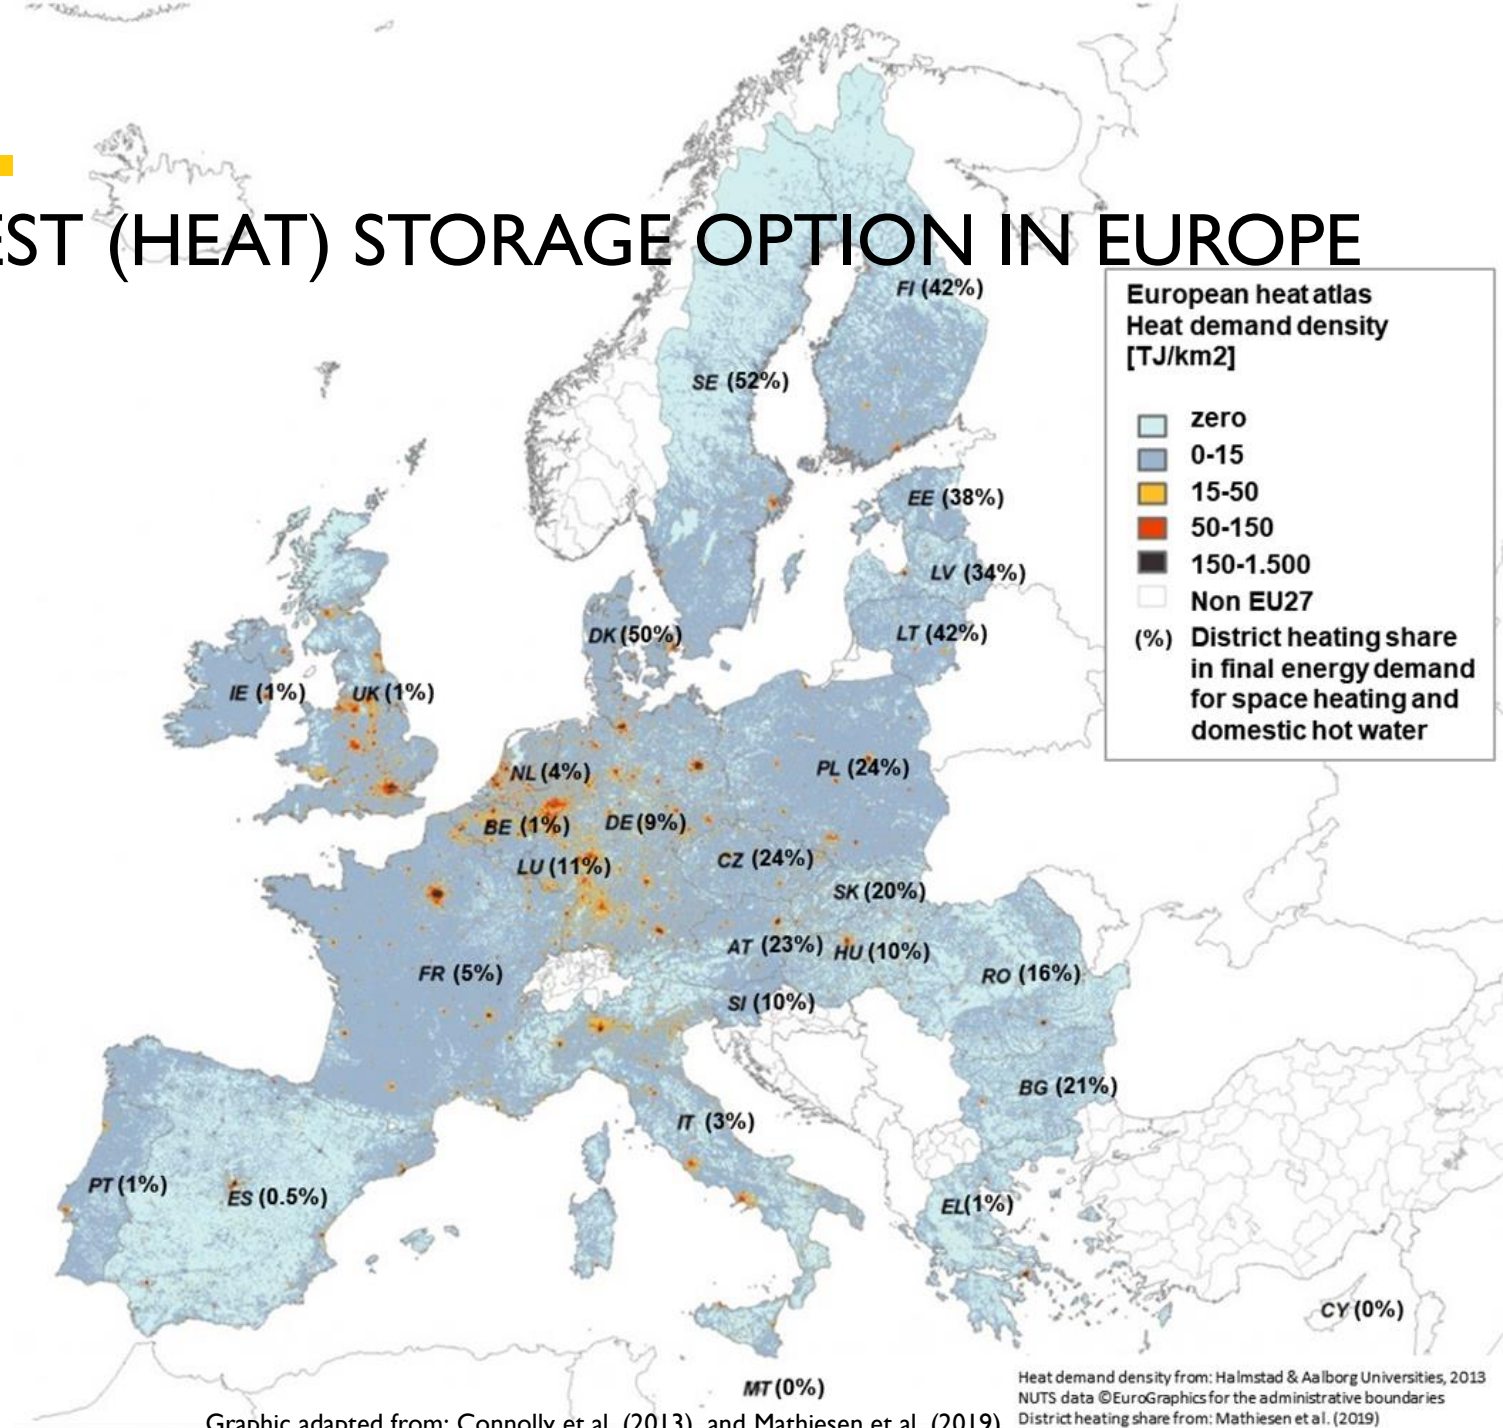 EST (HEAT) STORAGE OPTION IN EUROPE
European heat atlas
Heat demand density
[TJ/km2]
zero
0-15
15-50
50-150
150-1.500
Non EU27
(%) District heating share
in final energy demand
for space heating and
domestic hot water
FI (42%)
SE (52%)
EE (38%)
LV (34%)
DK (50%)
LT (42%)
IE (1%)
UK (1%)
NL (4%)
PL (24%)
BE (1%)
DE (9%)
LU (11%)
CZ (24%)
SK (20%)
AT (23%)
HU (10%)
FR (5%)
RO (16%)
SI (10%)
BG (21%)
IT (3%)
PT (1%)
ES (0.5%)
EL (1%)
CY (0%)
MT (0%)
Heat demand density from: Halmstad & Aalborg Universities, 2013
NUTS data ©EuroGraphics for the administrative boundaries
District heating share from: Mathiesen et al. (2019)
Graphic adapted from: Connolly et al. (2013), and Mathiesen et al. (2019)